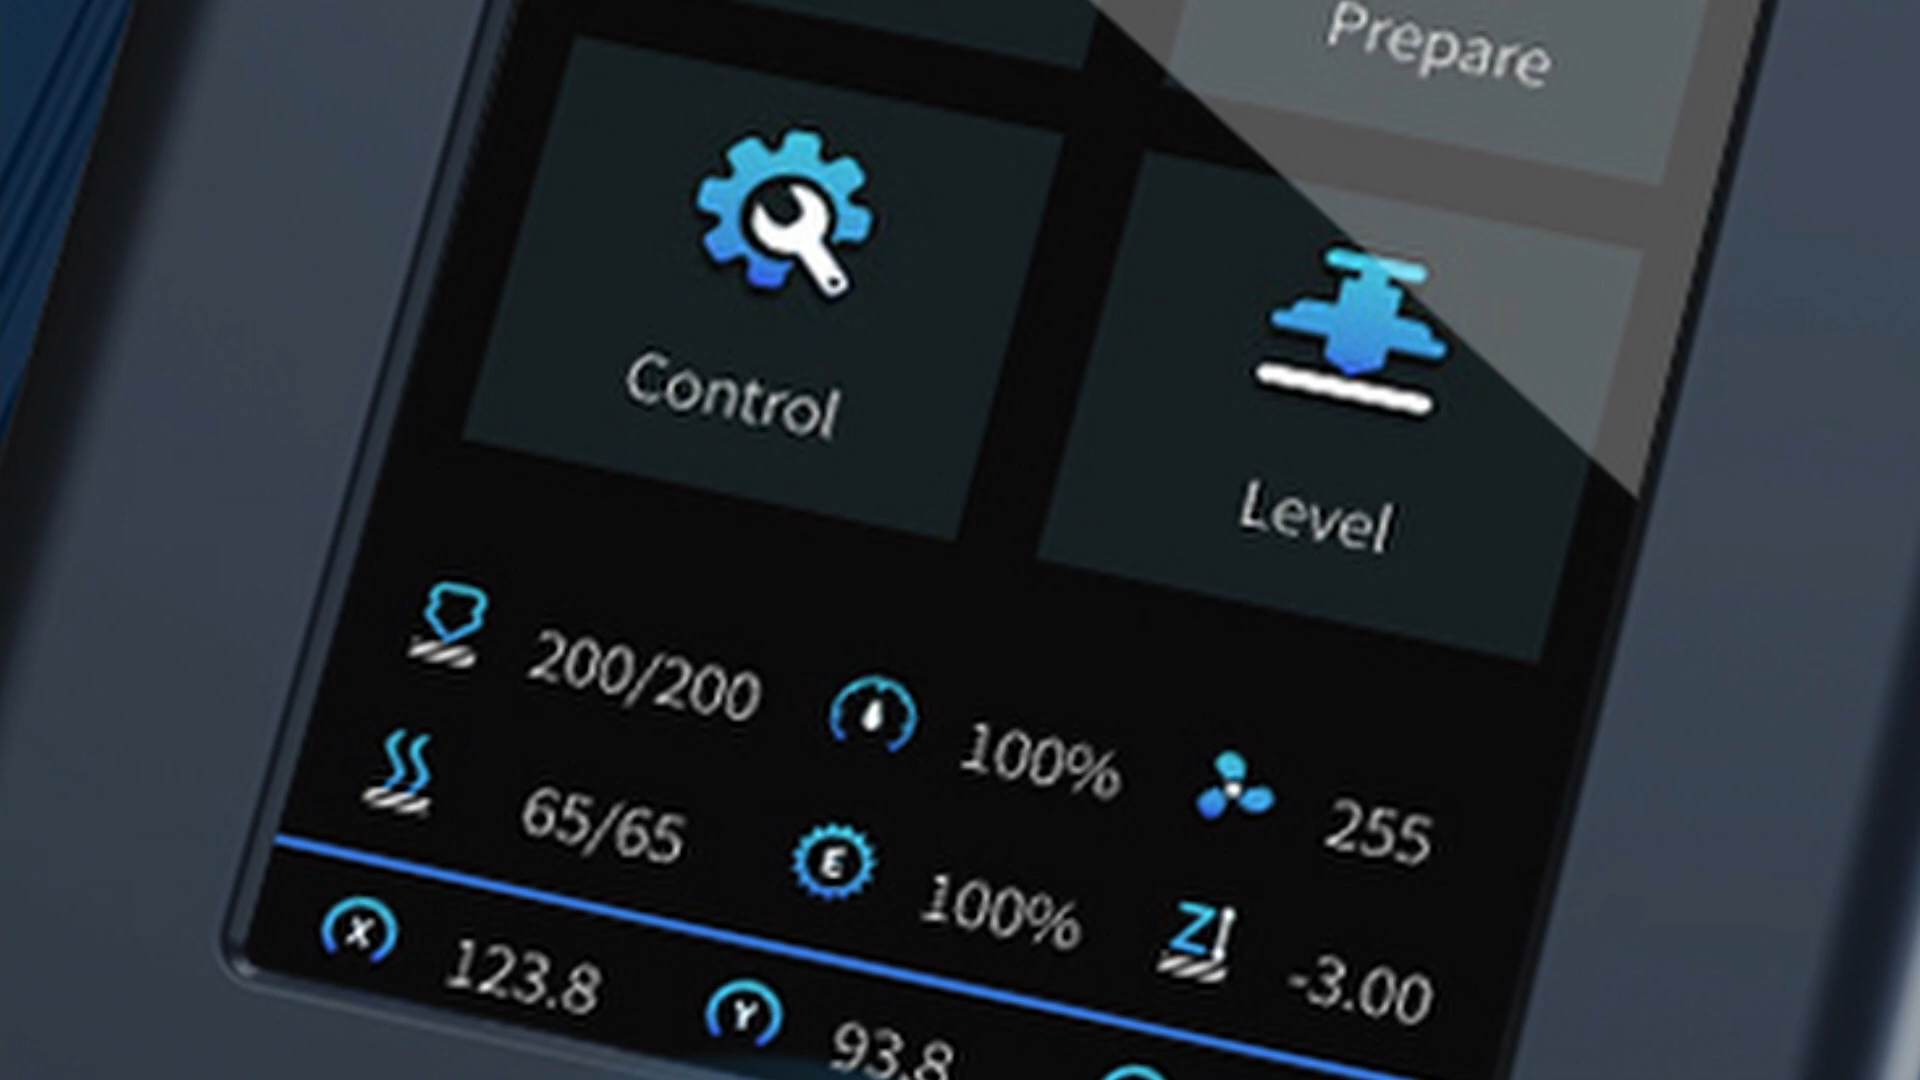 Prepare
Control
Level
200/200 100% 255
65/65 E 100% Z -3.00
X 123.8 Y 93.8